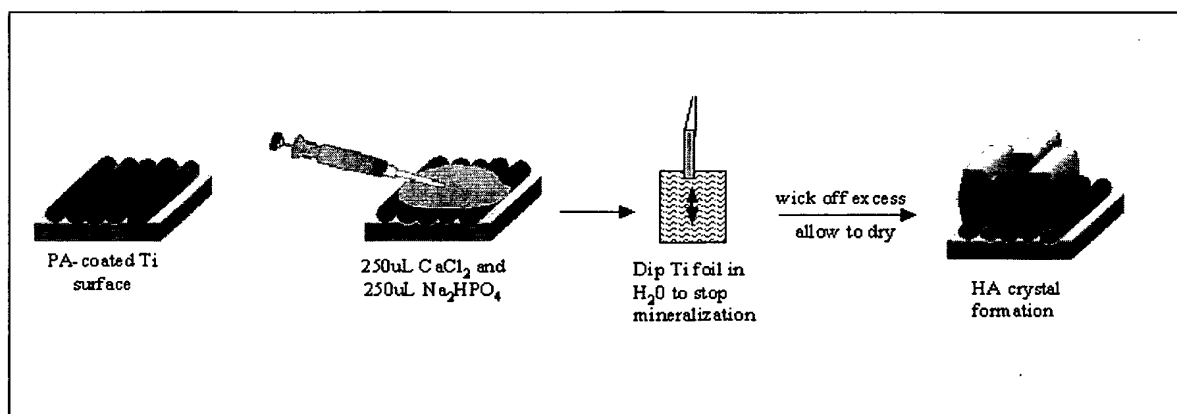 PA-coated Ti
surface
250uL CaCl₂ and
250uL Na₂HPO₄
Dip Ti foil in
H₂0 to stop
mineralization
wick off excess
allow to dry
HA crystal
formation